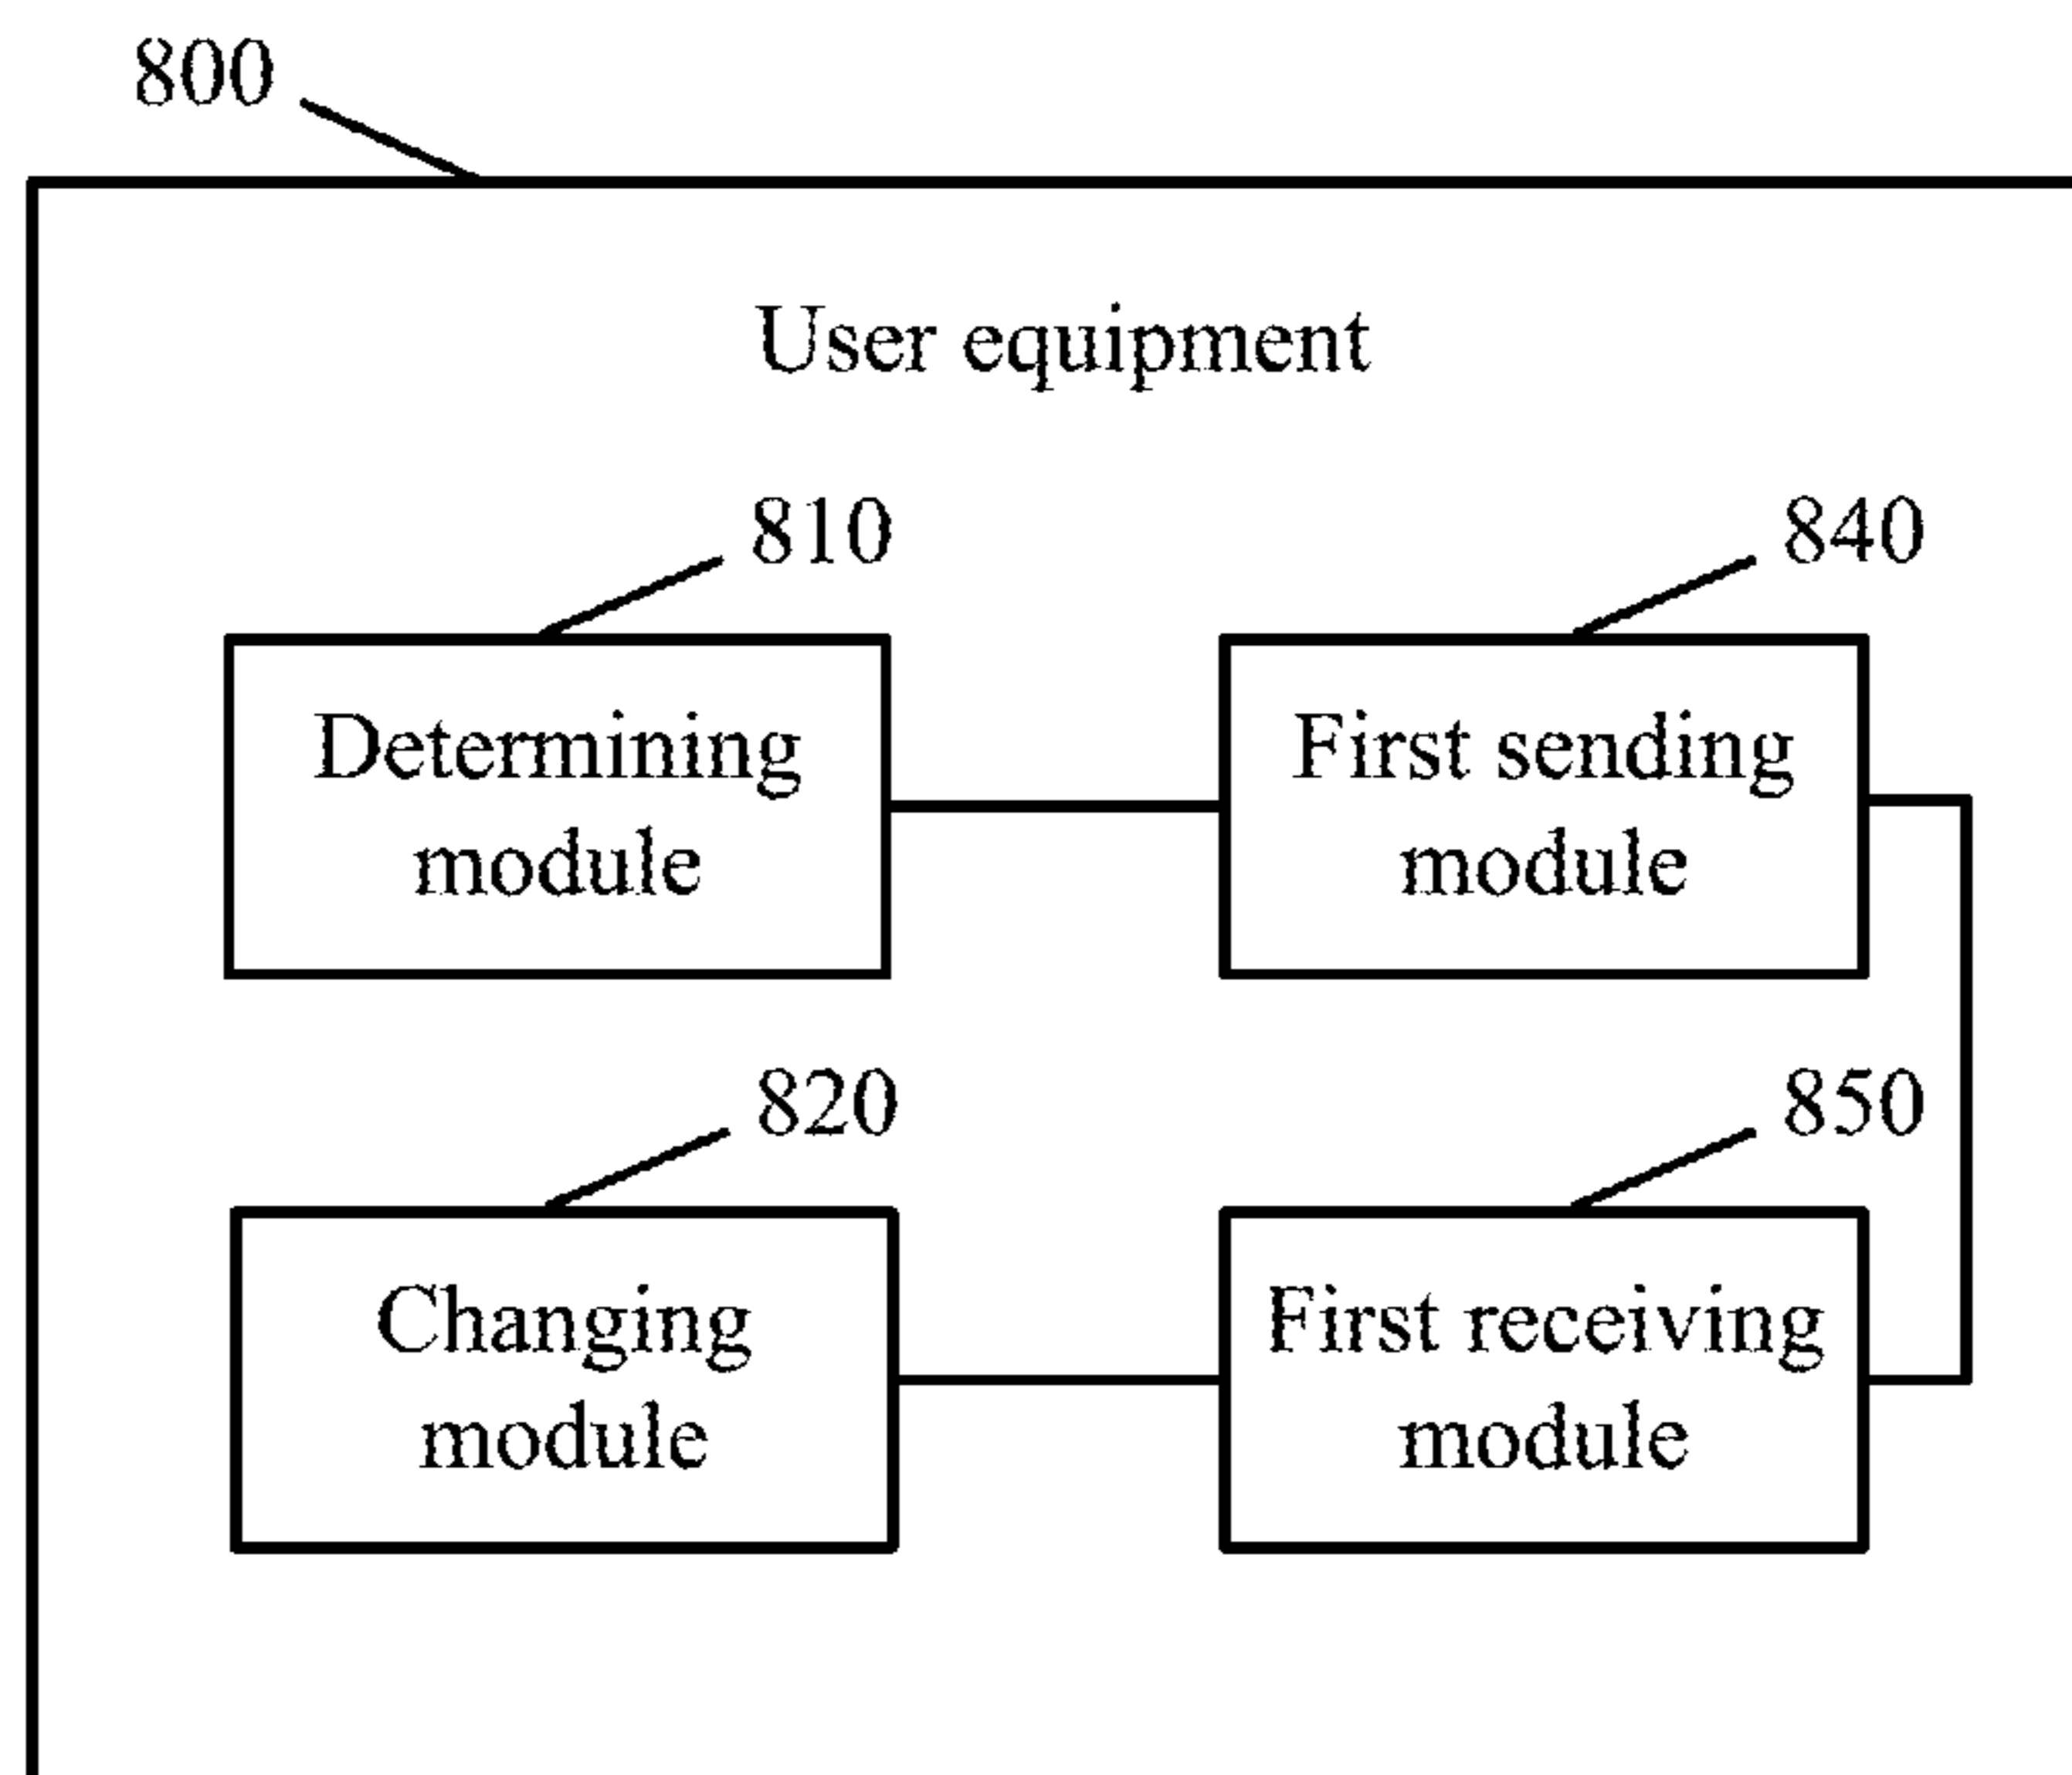 800
User equipment
810
840
Determining
module
First sending
module
820
850
Changing
module
First receiving
module